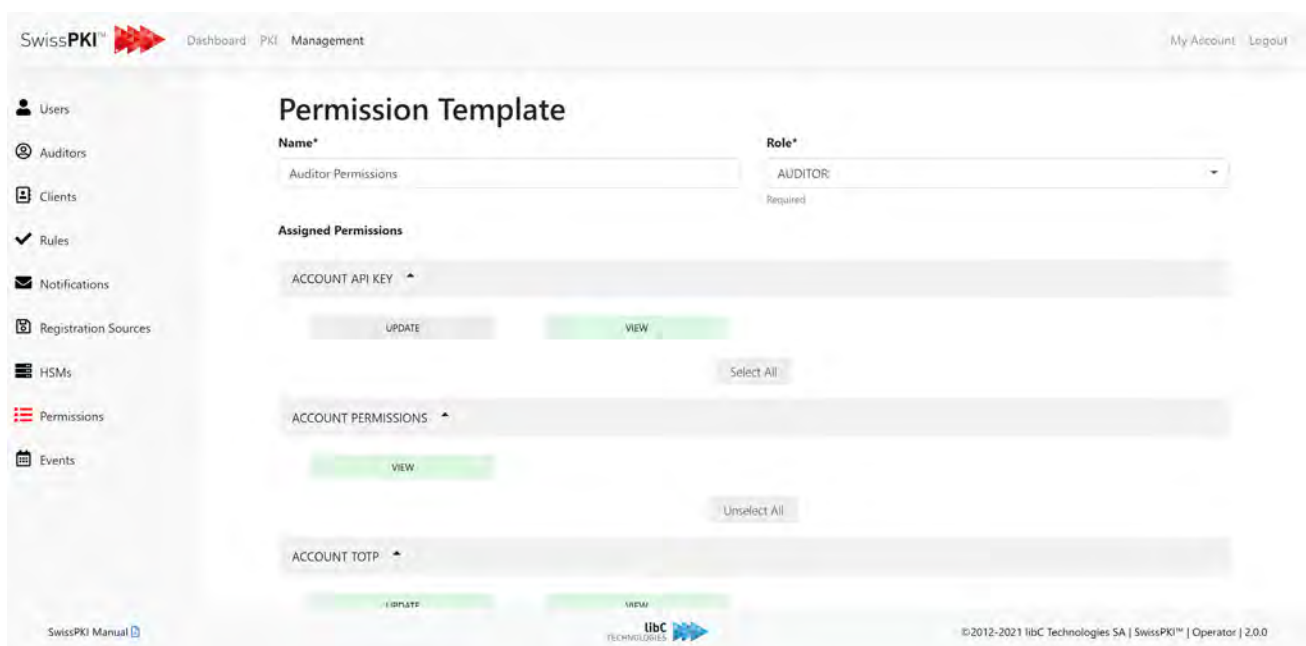 SwissPKI™ Dashboard PKI Management My Account Logout
Users
Auditors
Clients
Rules
Notifications
Registration Sources
HSMs
Permissions
Events
Permission Template
Name* Role*
Auditor Permissions AUDITOR
Required
Assigned Permissions
ACCOUNT API KEY
UPDATE VIEW
Select All
ACCOUNT PERMISSIONS
VIEW
Unselect All
ACCOUNT TOTP
UPDATE VIEW
SwissPKI Manual libC TECHNOLOGIES ©2012-2021 libC Technologies SA | SwissPKI™ | Operator | 2.0.0